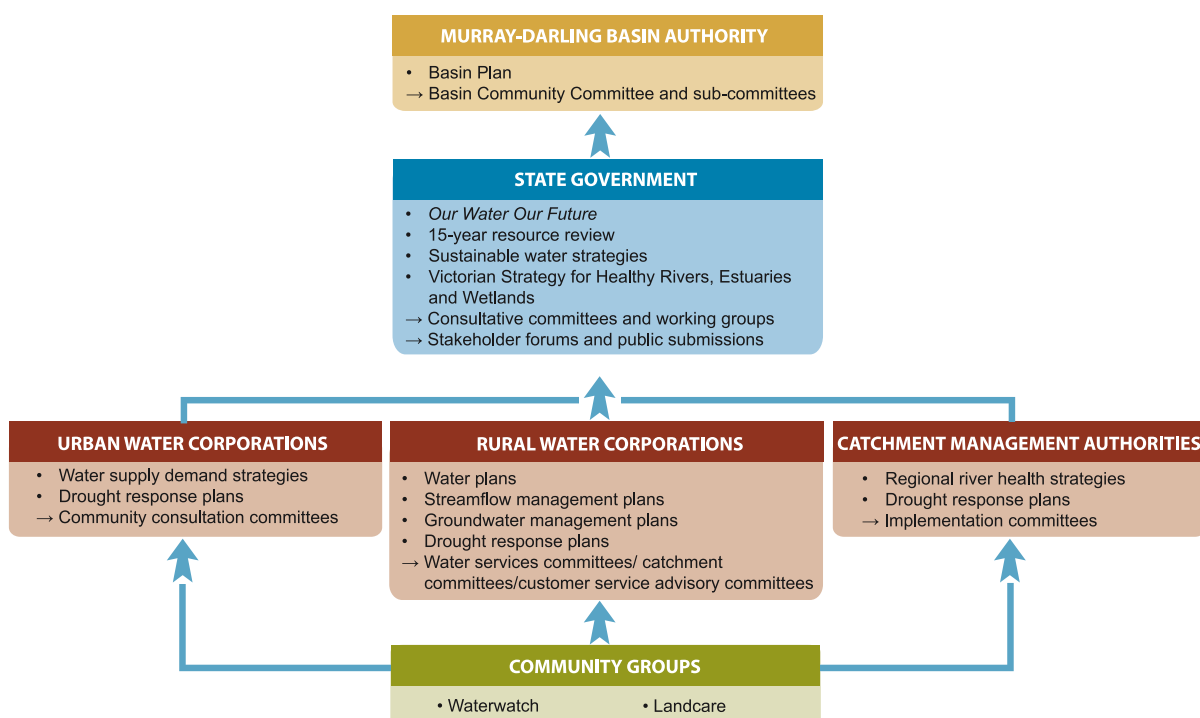 MURRAY-DARLING BASIN AUTHORITY
• Basin Plan
→ Basin Community Committee and sub-committees
STATE GOVERNMENT
• Our Water Our Future
• 15-year resource review
• Sustainable water strategies
• Victorian Strategy for Healthy Rivers, Estuaries
and Wetlands
→ Consultative committees and working groups
→ Stakeholder forums and public submissions
URBAN WATER CORPORATIONS
• Water supply demand strategies
• Drought response plans
→ Community consultation committees
RURAL WATER CORPORATIONS
• Water plans
• Streamflow management plans
• Groundwater management plans
• Drought response plans
→ Water services committees/ catchment
committees/customer service advisory committees
CATCHMENT MANAGEMENT AUTHORITIES
• Regional river health strategies
• Drought response plans
→ Implementation committees
COMMUNITY GROUPS
• Waterwatch • Landcare